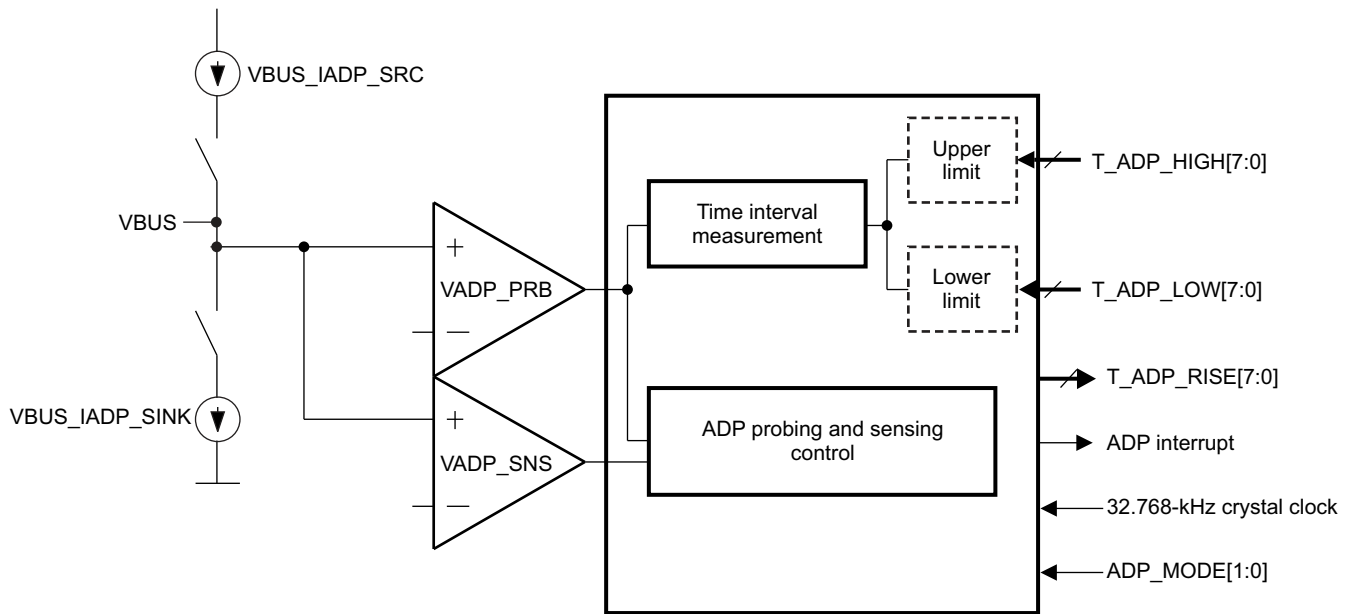 VBUS_IADP_SRC
Upper
limit
T_ADP_HIGH[7:0]
Time interval
measurement
VBUS
+
VADP_PRB
−
Lower
limit
T_ADP_LOW[7:0]
T_ADP_RISE[7:0]
VBUS_IADP_SINK
+
VADP_SNS
−
ADP probing and sensing
control
ADP interrupt
32.768-kHz crystal clock
ADP_MODE[1:0]